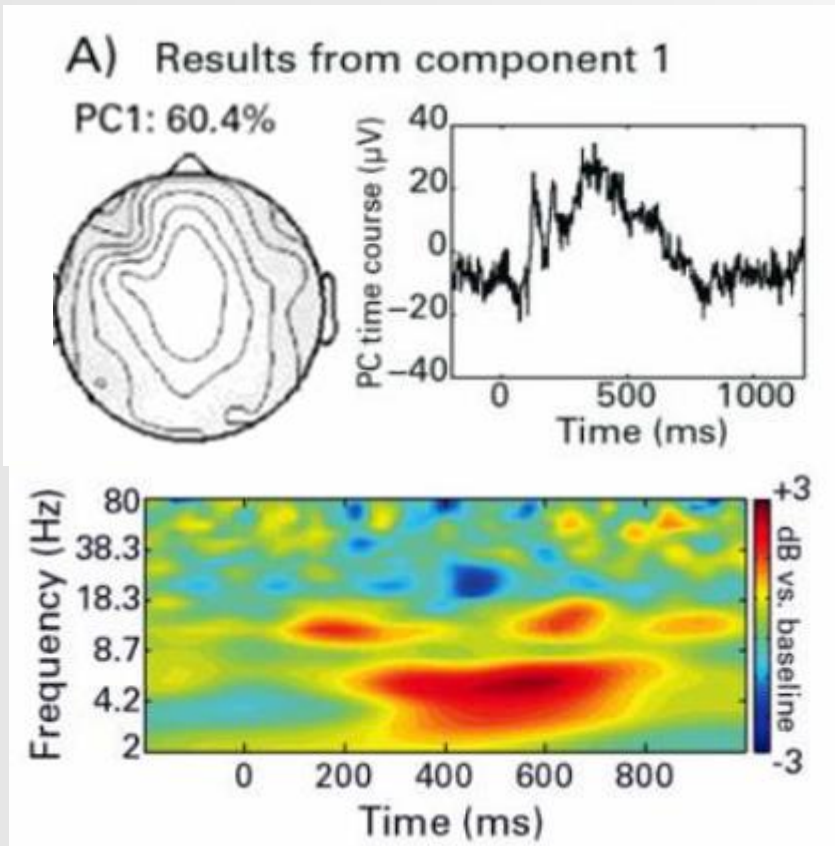 A) Results from component 1
PC1: 60.4%
PC time course (µV)
40
20
0
−20
−40
0 500 1000
Time (ms)
Frequency (Hz)
80
38.3
18.3
8.7
4.2
2
0 200 400 600 800
Time (ms)
+3
dB vs. baseline
-3